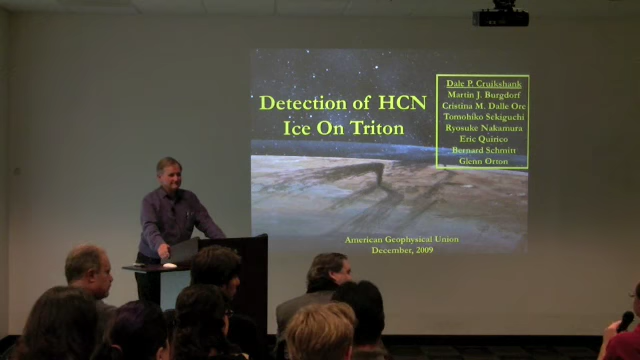 Detection of HCN
Ice On Triton
Dale P. Cruikshank
Martin J. Burgdorf
Cristina M. Dalle Ore
Tomohiko Sekiguchi
Ryosuke Nakamura
Eric Quirico
Bernard Schmitt
Glenn Orton
American Geophysical Union
December, 2009